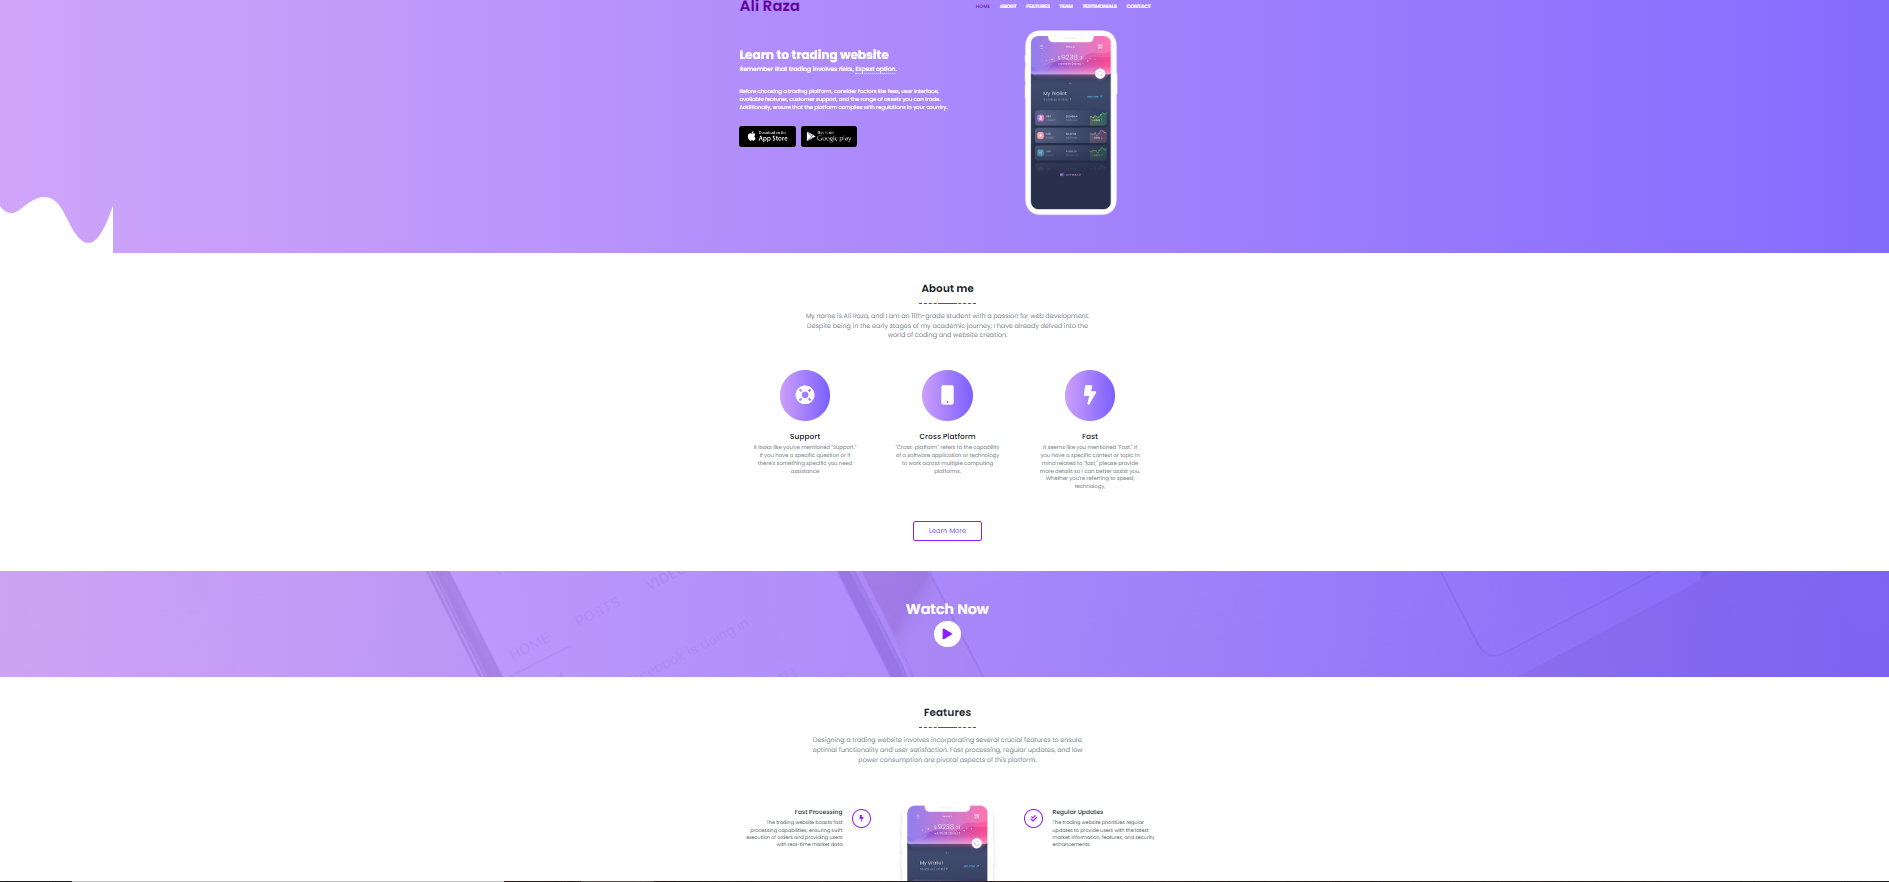 Ali Raza
HOME ABOUT FEATURES TEAM TESTIMONIALS CONTACT
Learn to trading website
Remember that trading involves risks, Expest option.
Before choosing a trading platform, consider factors like fees, user interface,
available features, customer support, and the range of assets you can trade.
Additionally, ensure that the platform complies with regulations in your country.
Download on the
App Store
Get it on
Google play
My Wallet
About me
My name is Ali Raza, and I am an 11th-grade student with a passion for web development.
Despite being in the early stages of my academic journey, I have already delved into the
world of coding and website creation.
Support
It looks like you've mentioned "Support."
If you have a specific question or if
there's something specific you need
assistance
Cross Platform
"Cross-platform" refers to the capability
of a software application or technology
to work across multiple computing
platforms,
Fast
It seems like you mentioned "Fast." If
you have a specific context or topic in
mind related to "fast," please provide
more details so I can better assist you.
Whether you're referring to speed,
technology,
Learn More
HOME POSTS VIDE
cebook is doing in
Watch Now
Features
Designing a trading website involves incorporating several crucial features to ensure
optimal functionality and user satisfaction. Fast processing, regular updates, and low
power consumption are pivotal aspects of this platform.
Fast Processing
The trading website boasts fast
processing capabilities, ensuring swift
execution of orders and providing users
with real-time market data
9238
My Wallet
Regular Updates
The trading website prioritizes regular
updates to provide users with the latest
market information, features, and security
enhancements.